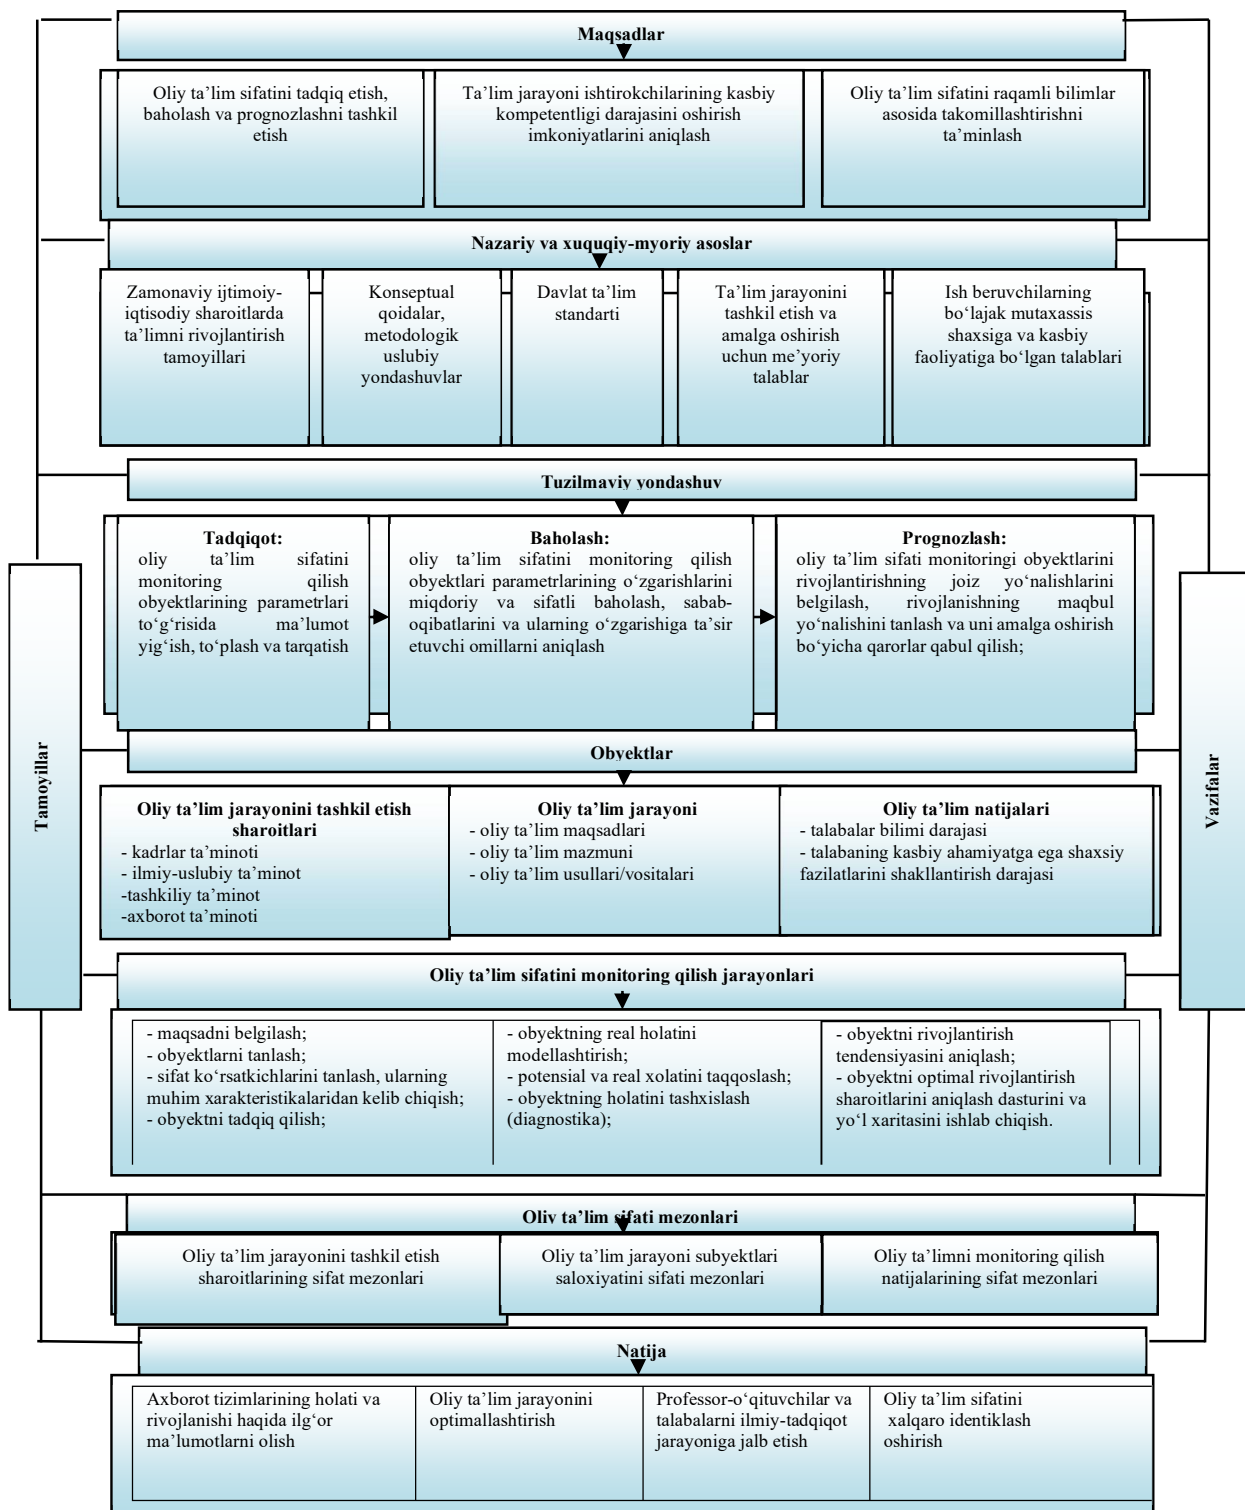 Maqsadlar
Oliy ta’lim sifatini tadqiq etish,
baholash va prognozlashni tashkil
etish
Ta’lim jarayoni ishtirokchilarining kasbiy
kompetentligi darajasini oshirish
imkoniyatlarini aniqlash
Oliy ta’lim sifatini raqamli bilimlar
asosida takomillashtirishni
ta’minlash
Nazariy va xuquqiy-myoriy asoslar
Zamonaviy ijtimoiy-
iqtisodiy sharoitlarda
ta’limni rivojlantirish
tamoyillari
Konseptual
qoidalar,
metodologik
uslubiy
yondashuvlar
Davlat ta’lim
standarti
Ta’lim jarayonini
tashkil etish va
amalga oshirish
uchun me’yoriy
talablar
Ish beruvchilarning
bo‘lajak mutaxassis
shaxsiga va kasbiy
faoliyatiga bo‘lgan talablari
Tuzilmaviy yondashuv
Tadqiqot:
oliy ta’lim sifatini
monitoring qilish
obyektlarining parametrlari
to‘g‘risida ma’lumot
yig‘ish, to‘plash va tarqatish
Baholash:
oliy ta’lim sifatini monitoring qilish
obyektlari parametrlarining o‘zgarishlarini
miqdoriy va sifatli baholash, sabab-
oqibatlarini va ularning o‘zgarishiga ta’sir
etuvchi omillarni aniqlash
Prognozlash:
oliy ta’lim sifati monitoringi obyektlarini
rivojlantirishning joiz yo‘nalishlarini
belgilash, rivojlanishning maqbul
yo‘nalishini tanlash va uni amalga oshirish
bo‘yicha qarorlar qabul qilish;
Tamoyillar
Vazifalar
Obyektlar
Oliy ta’lim jarayonini tashkil etish
sharoitlari
- kadrlar ta’minoti
- ilmiy-uslubiy ta’minot
-tashkiliy ta’minot
-axborot ta’minoti
Oliy ta’lim jarayoni
- oliy ta’lim maqsadlari
- oliy ta’lim mazmuni
- oliy ta’lim usullari/vositalari
Oliy ta’lim natijalari
- talabalar bilimi darajasi
- talabaning kasbiy ahamiyatga ega shaxsiy
fazilatlarini shakllantirish darajasi
Oliy ta’lim sifatini monitoring qilish jarayonlari
- maqsadni belgilash;
- obyektlarni tanlash;
- sifat ko‘rsatkichlarini tanlash, ularning
muhim xarakteristikalaridan kelib chiqish;
- obyektni tadqiq qilish;
- obyektning real holatini
modellashtirish;
- potensial va real xolatini taqqoslash;
- obyektning holatini tashxislash
(diagnostika);
- obyektni rivojlantirish
tendensiyasini aniqlash;
- obyektni optimal rivojlantirish
sharoitlarini aniqlash dasturini va
yo‘l xaritasini ishlab chiqish.
Oliy ta’lim sifati mezonlari
Oliy ta’lim jarayonini tashkil etish
sharoitlarining sifat mezonlari
Oliy ta’lim jarayoni subyektlari
saloxiyatini sifati mezonlari
Oliy ta’limni monitoring qilish
natijalarining sifat mezonlari
Natija
Axborot tizimlarining holati va
rivojlanishi haqida ilg‘or
ma’lumotlarni olish
Oliy ta’lim jarayonini
optimallashtirish
Professor-o‘qituvchilar va
talabalarni ilmiy-tadqiqot
jarayoniga jalb etish
Oliy ta’lim sifatini
xalqaro identiklash
oshirish